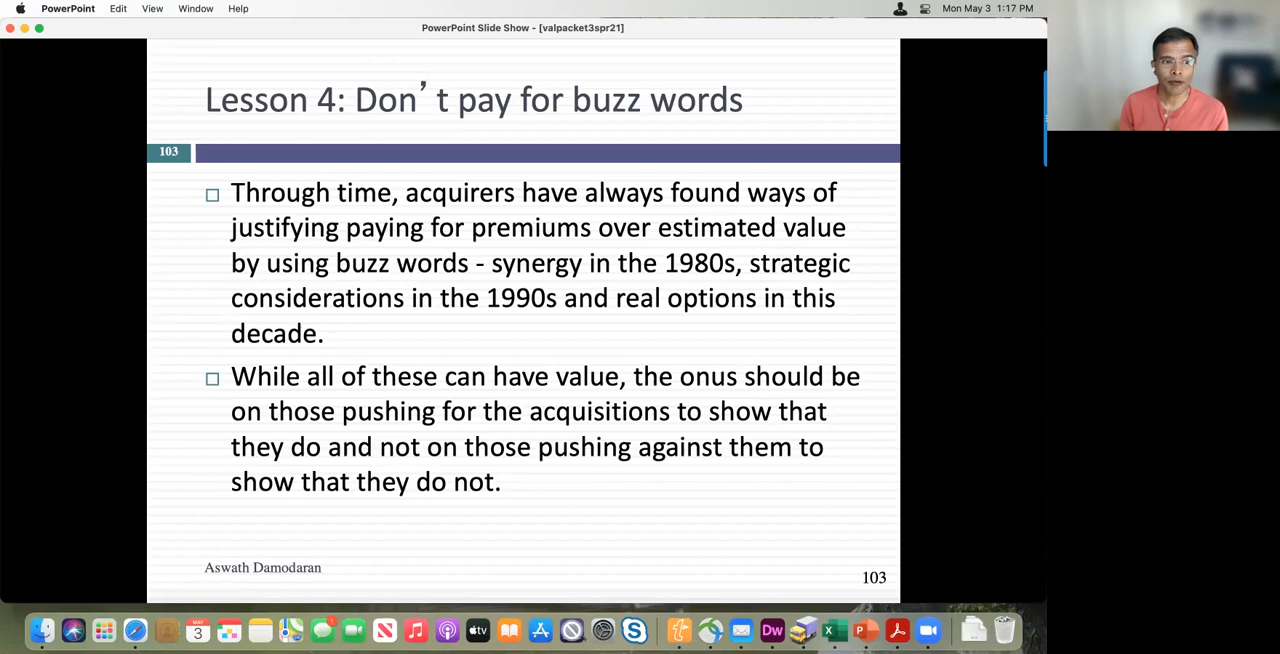 PowerPoint Edit View Window Help Mon May 3 1:17 PM
PowerPoint Slide Show - [valpacket3spr21]
Lesson 4: Don’ t pay for buzz words
103
Through time, acquirers have always found ways of
justifying paying for premiums over estimated value
by using buzz words - synergy in the 1980s, strategic
considerations in the 1990s and real options in this
decade.
While all of these can have value, the onus should be
on those pushing for the acquisitions to show that
they do and not on those pushing against them to
show that they do not.
Aswath Damodaran
103
MAY
3
tv
Dw